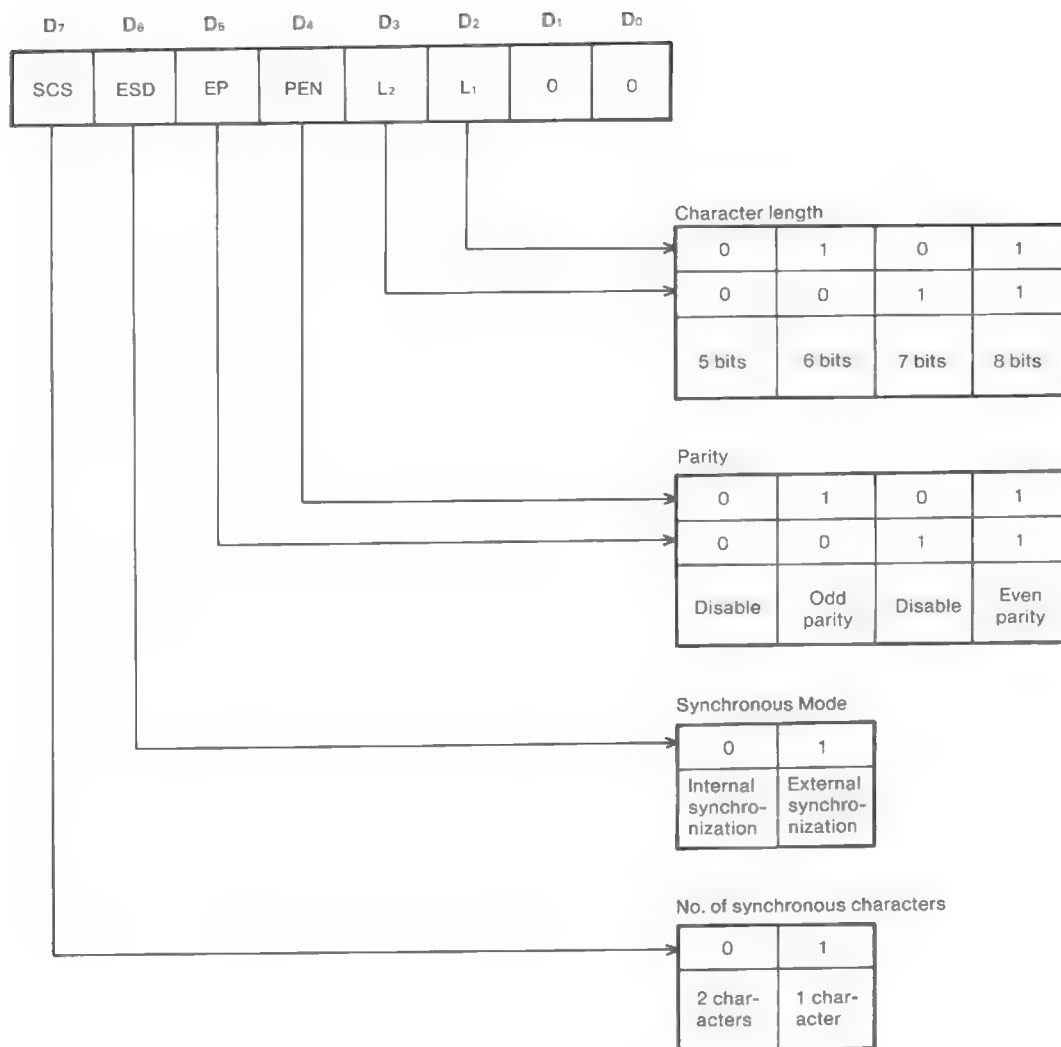 D₇ D₆ D₅ D₄ D₃ D₂ D₁ D₀
SCS ESD EP PEN L₂ L₁ 0 0
Character length
0 1 0 1
0 0 1 1
5 bits 6 bits 7 bits 8 bits
Parity
0 1 0 1
0 0 1 1
Disable Odd parity Disable Even parity
Synchronous Mode
0 1
Internal synchro-nization External synchro-nization
No. of synchronous characters
0 1
2 char-acters 1 char-acter